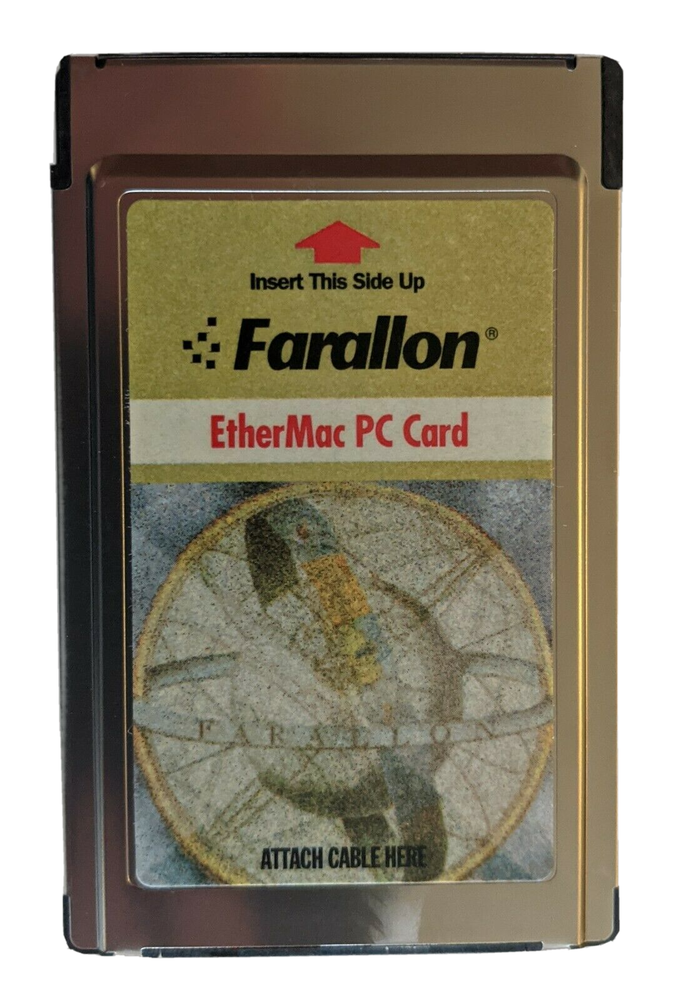 Insert This Side Up
Farallon®
EtherMac PC Card
FARALLON
ATTACH CABLE HERE